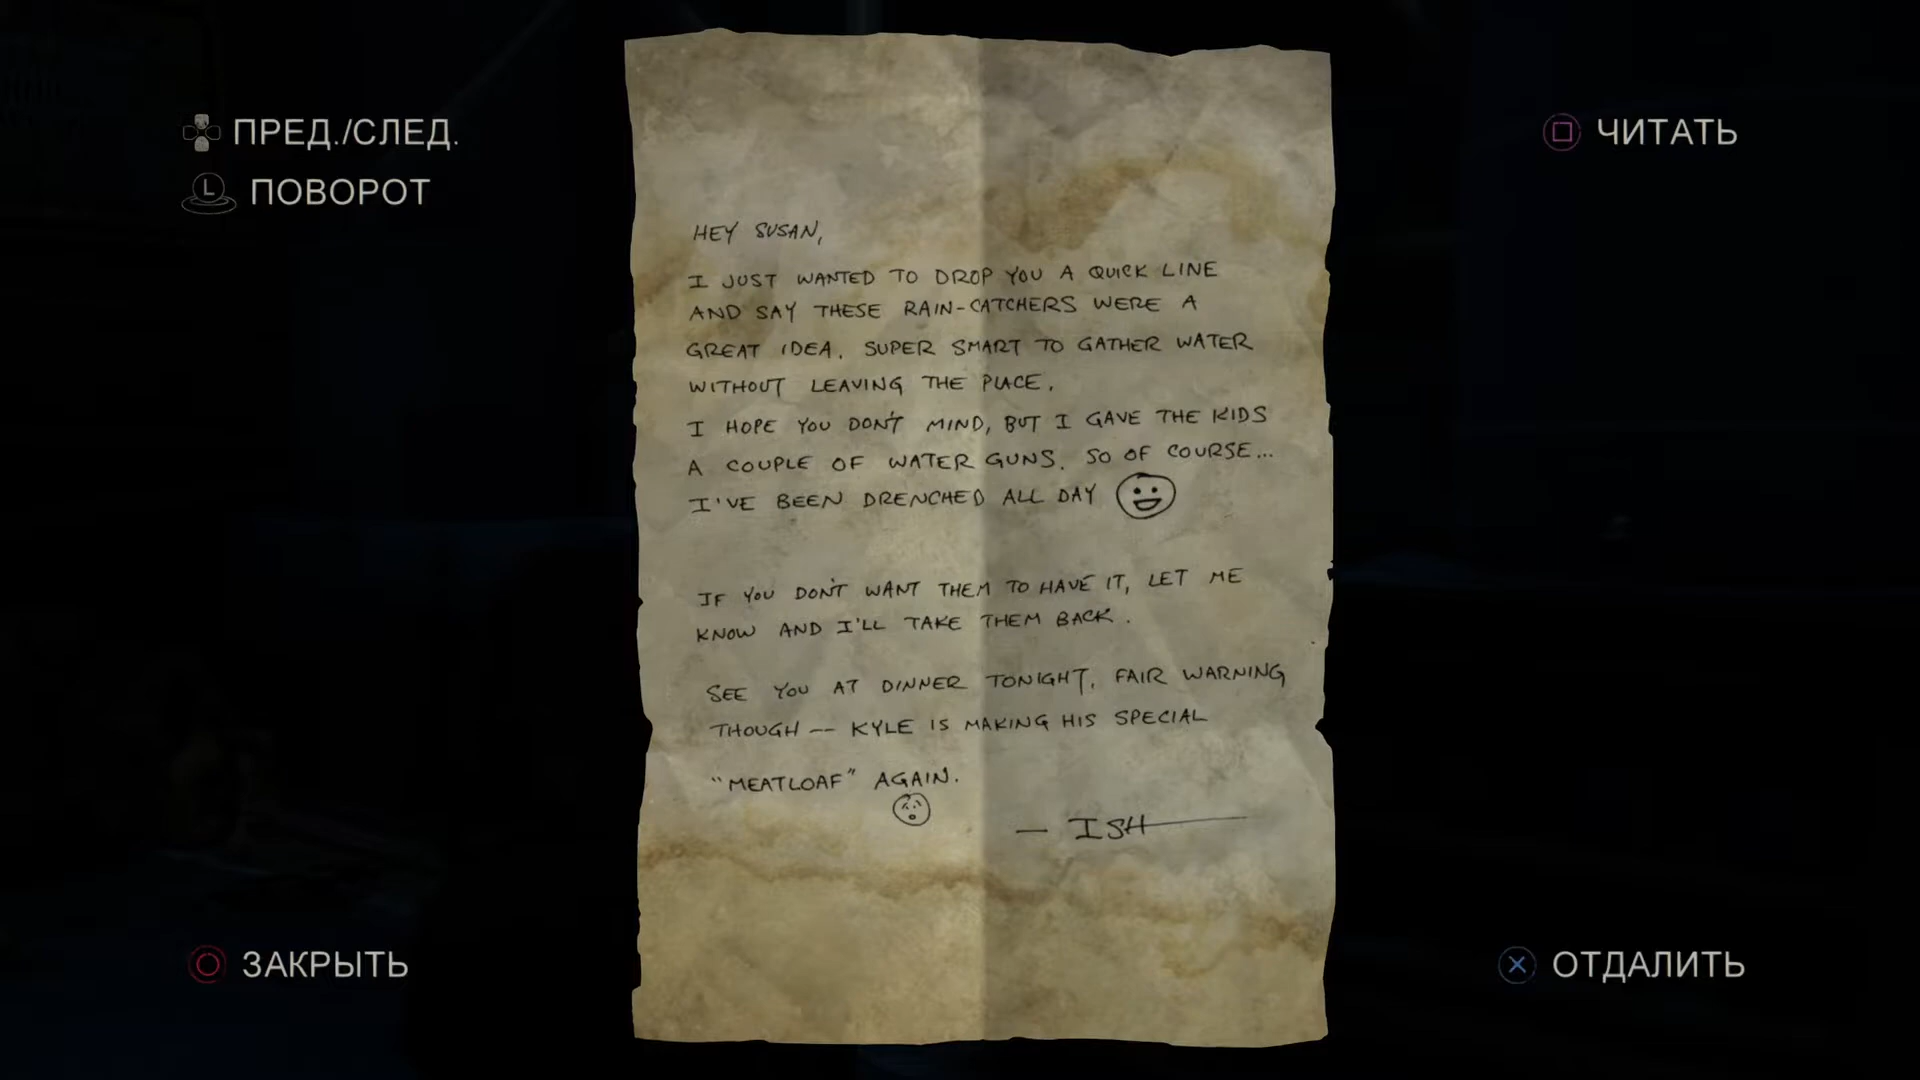 ПРЕД./СЛЕД.
L ПОВОРОТ
ЧИТАТЬ
HEY SUSAN,
I JUST WANTED TO DROP YOU A QUICK LINE
AND SAY THESE RAIN-CATCHERS WERE A
GREAT IDEA. SUPER SMART TO GATHER WATER
WITHOUT LEAVING THE PLACE.
I HOPE YOU DON'T MIND, BUT I GAVE THE KIDS
A COUPLE OF WATER GUNS. SO OF COURSE...
I'VE BEEN DRENCHED ALL DAY
IF YOU DON'T WANT THEM TO HAVE IT, LET ME
KNOW AND I'LL TAKE THEM BACK.
SEE YOU AT DINNER TONIGHT. FAIR WARNING
THOUGH -- KYLE IS MAKING HIS SPECIAL
"MEATLOAF" AGAIN.
— ISH
ЗАКРЫТЬ
ОТДАЛИТЬ